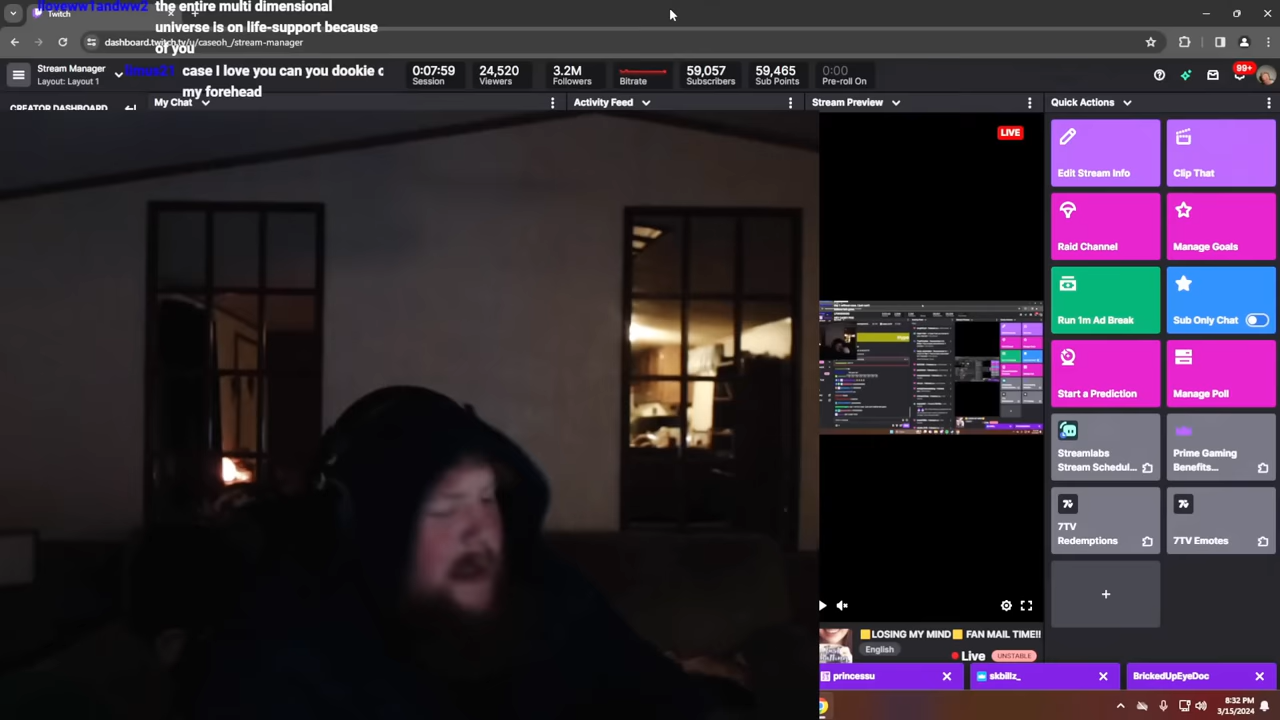 iloveww1andww2 the entire multi dimensional
universe is on life-support because
of you
case I love you can you dookie c
my forehead
Twitch
dashboard.twitch.tv/u/caseoh_/stream-manager
Stream Manager
Layout: Layout 1
0:07:59
Session
24,520
Viewers
3.2M
Followers
Bitrate
59,057
Subscribers
59,465
Sub Points
0:00
Pre-roll On
99+
CREATOR DASHBOARD
My Chat
Activity Feed
Stream Preview
Quick Actions
LIVE
Edit Stream Info
Clip That
Raid Channel
Manage Goals
Run 1m Ad Break
Sub Only Chat
Start a Prediction
Manage Poll
Streamlabs
Stream Schedul...
Prime Gaming
Benefits...
7TV
Redemptions
7TV Emotes
+
LOSING MY MIND FAN MAIL TIME!!
English
Live
UNSTABLE
princessu
skbillz_
BrickedUpEyeDoc
8:32 PM
3/15/2024